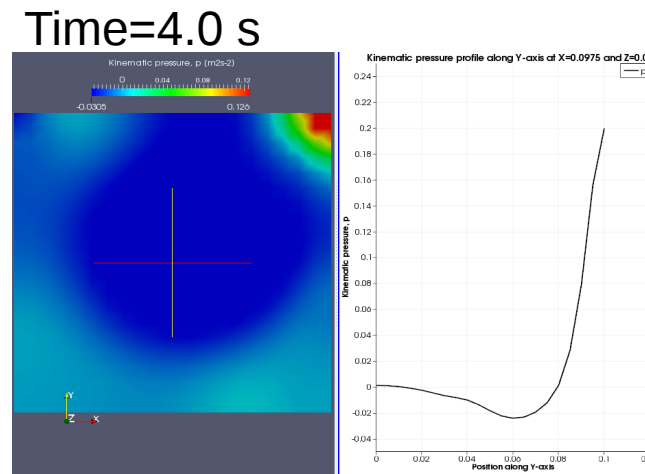 Time=4.0 s
Kinematic pressure, p (m2s-2)
0 0.04 0.08 0.12
-0.0305 0.126
Y
Z X
Kinematic pressure profile along Y-axis at X=0.0975 and Z=0.0
p
Kinematic pressure, p
0.24
0.22
0.2
0.18
0.16
0.14
0.12
0.1
0.08
0.06
0.04
0.02
0
-0.02
-0.04
0 0.02 0.04 0.06 0.08 0.1
Position along Y-axis